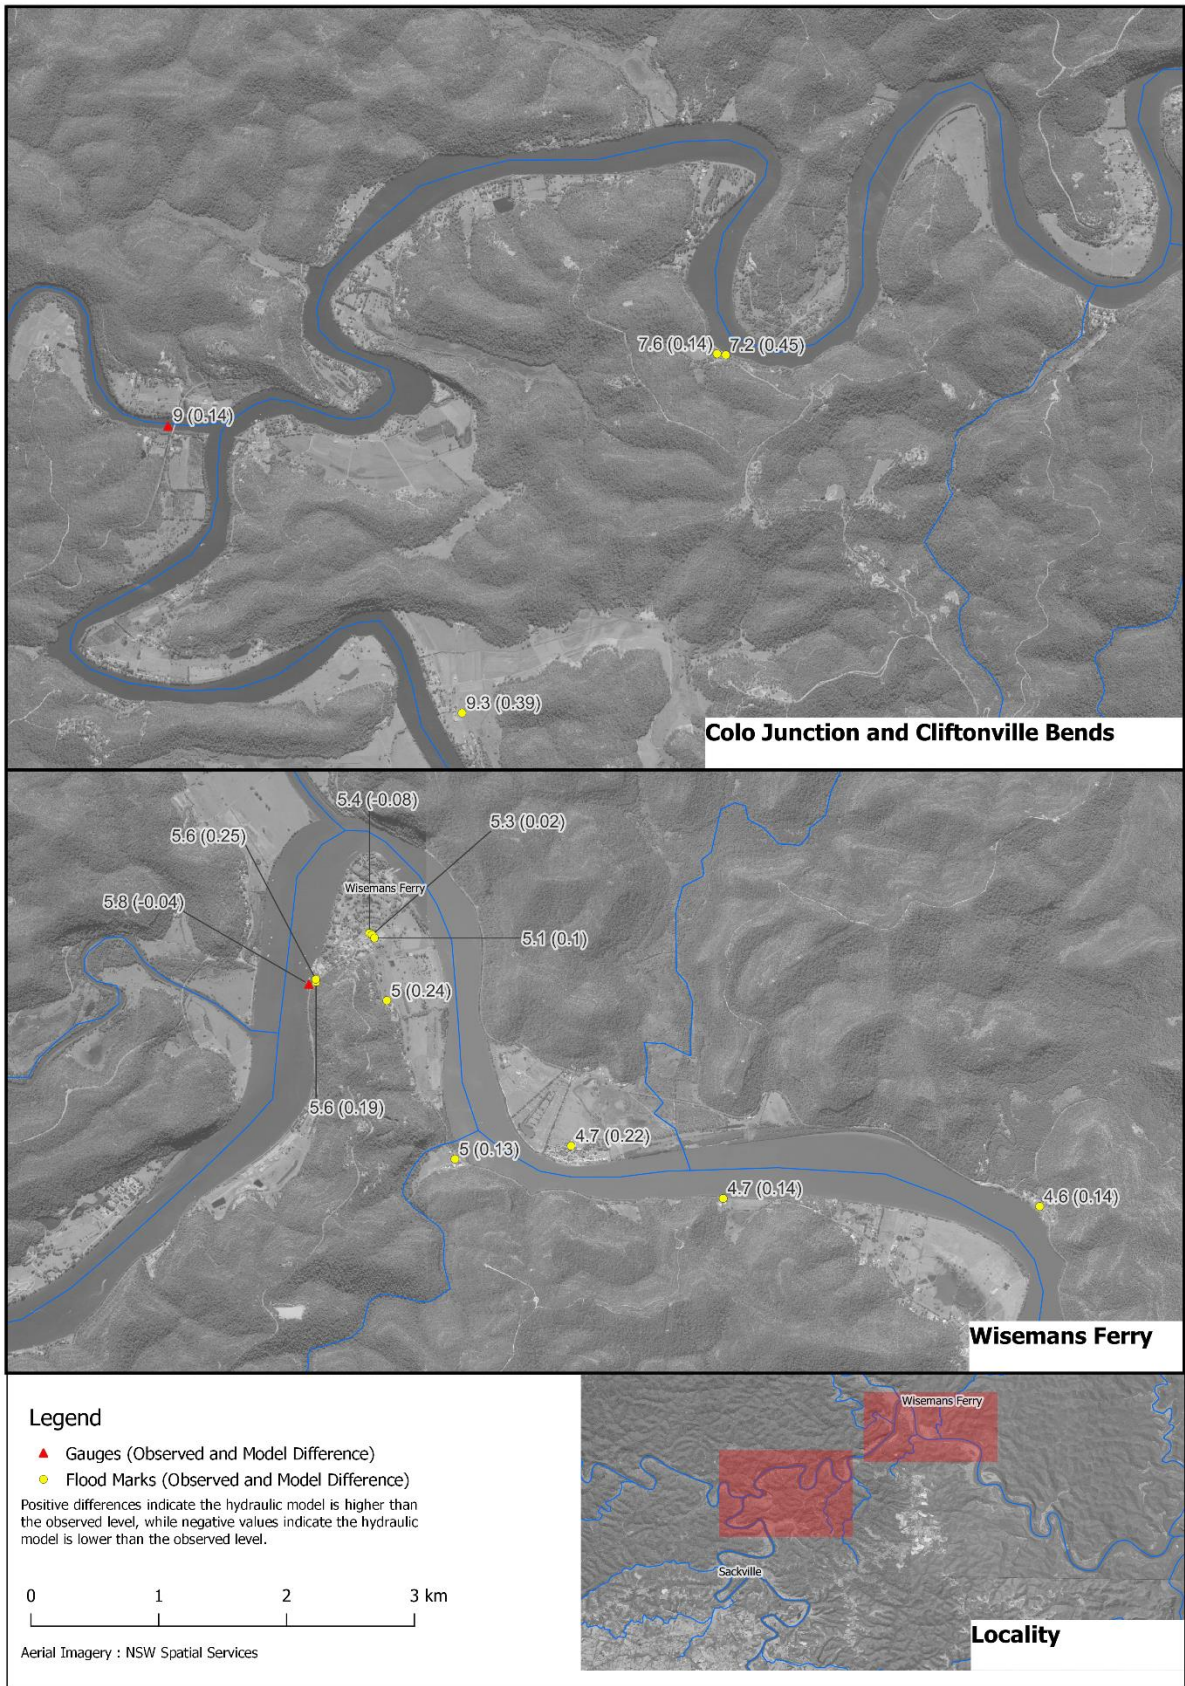 7.6 (0.14)
7.2 (0.45)
9 (0.14)
9.3 (0.39)
Colo Junction and Cliftonville Bends
5.4 (-0.08)
5.3 (0.02)
5.6 (0.25)
Wisemans Ferry
5.8 (-0.04)
5.1 (0.1)
5 (0.24)
5.6 (0.19)
4.7 (0.22)
5 (0.13)
4.7 (0.14)
4.6 (0.14)
Wisemans Ferry
Legend
Gauges (Observed and Model Difference)
Flood Marks (Observed and Model Difference)
Positive differences indicate the hydraulic model is higher than
the observed level, while negative values indicate the hydraulic
model is lower than the observed level.
0 1 2 3 km
Aerial Imagery : NSW Spatial Services
Wisemans Ferry
Sackville
Locality